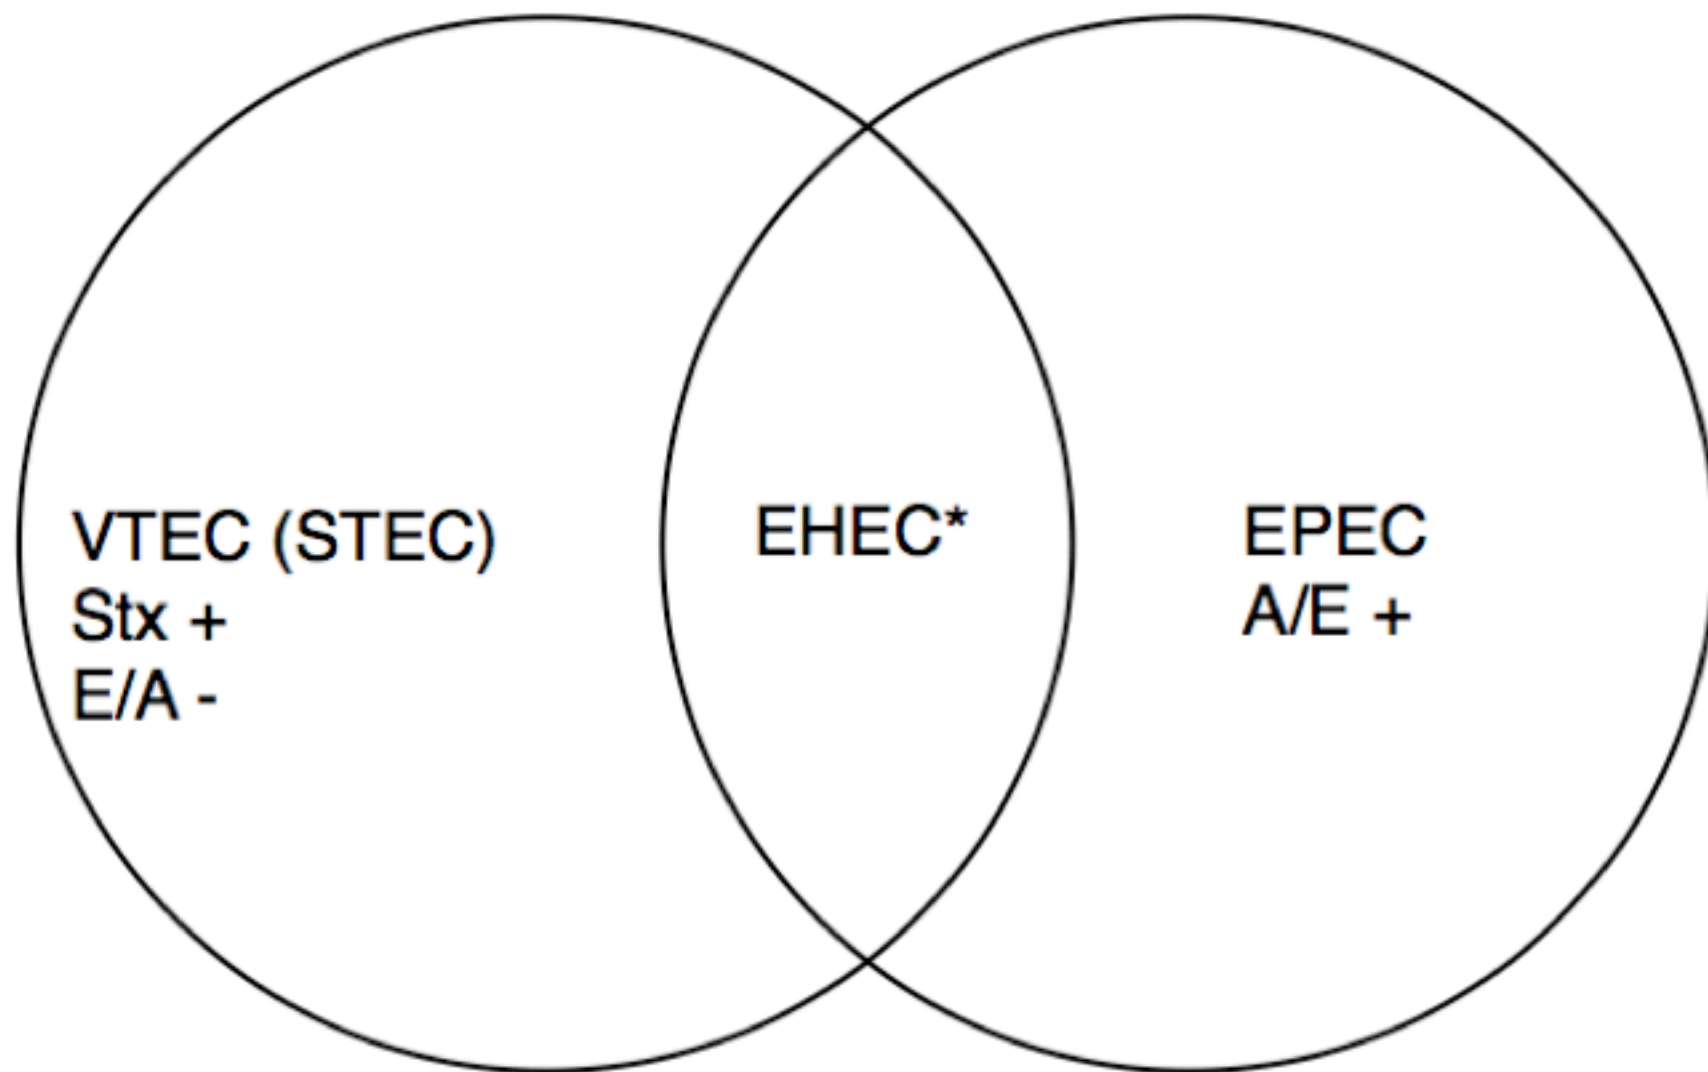 VTEC (STEC)
Stx +
E/A -
EHEC*
EPEC
A/E +